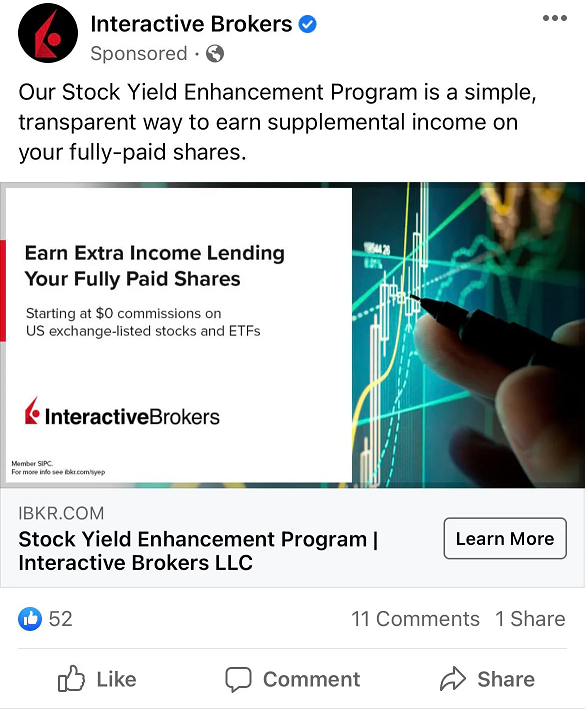 Interactive Brokers
Sponsored ·
Our Stock Yield Enhancement Program is a simple,
transparent way to earn supplemental income on
your fully-paid shares.
Earn Extra Income Lending
Your Fully Paid Shares
Starting at $0 commissions on
US exchange-listed stocks and ETFs
InteractiveBrokers
Member SIPC.
For more info see ibkr.com/syep
IBKR.COM
Stock Yield Enhancement Program |
Interactive Brokers LLC
Learn More
52
11 Comments 1 Share
Like Comment Share